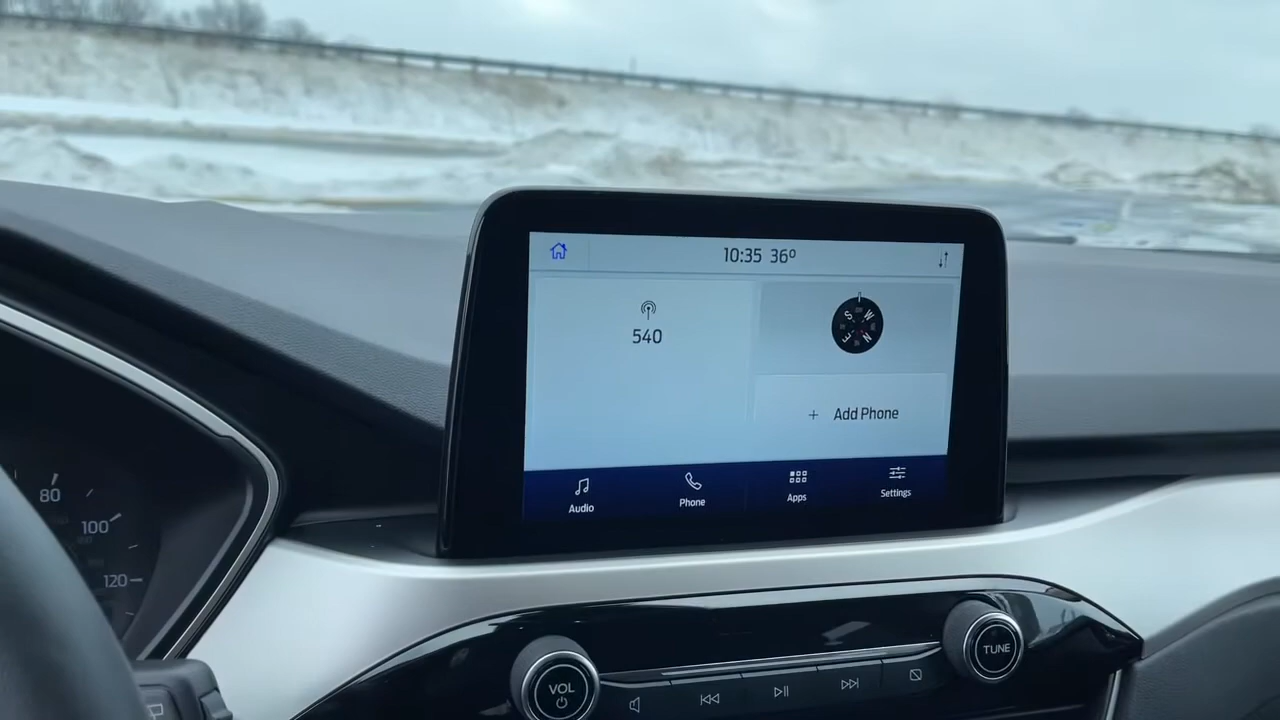 10:35 36°
540
S W
E N
+ Add Phone
Audio
Phone
Apps
Settings
80
100
120
VOL
TUNE